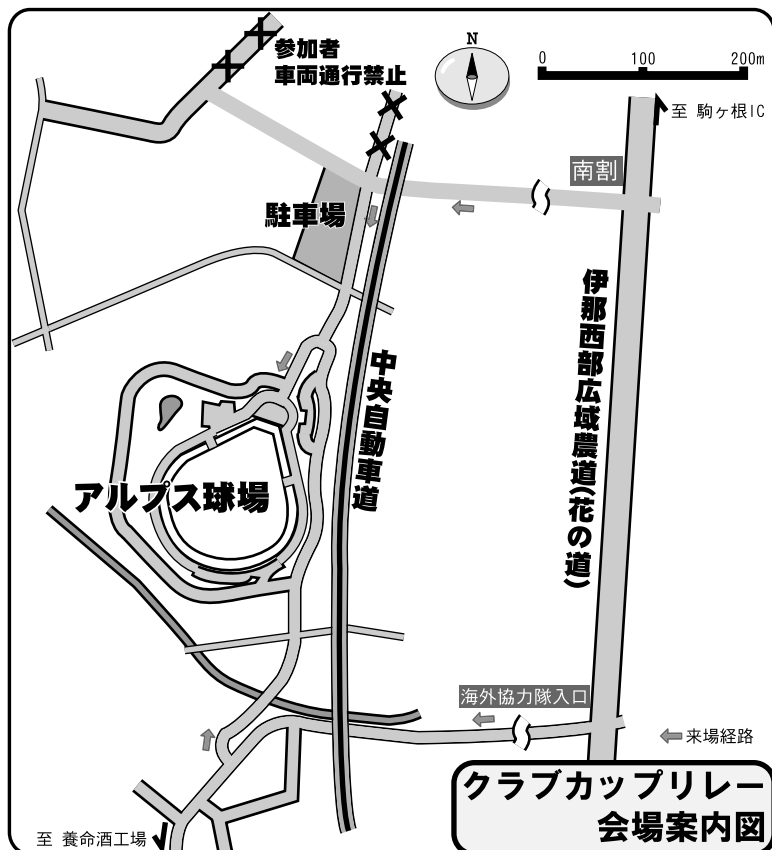 参加者
車両通行禁止
N
0 100 200m
至 駒ヶ根IC
南割
駐車場
伊那西部広域農道(花の道)
中央自動車道
アルプス球場
海外協力隊入口
来場経路
クラブカップリレー
会場案内図
至 養命酒工場